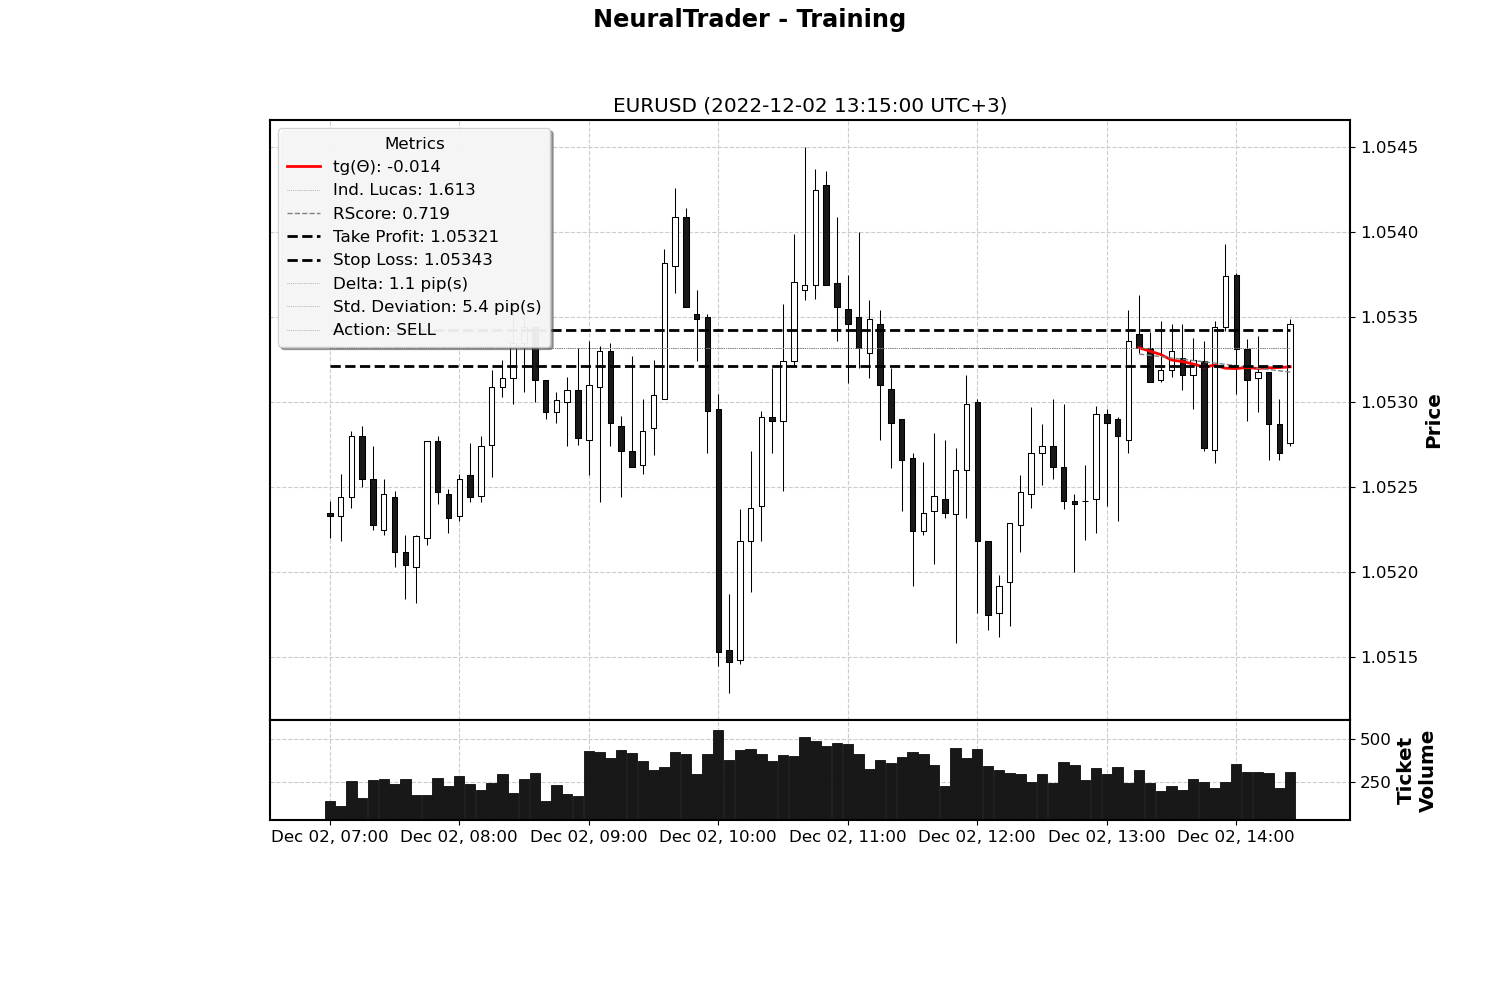 NeuralTrader - Training
EURUSD (2022-12-02 13:15:00 UTC+3)
Metrics
tg(Θ): -0.014
Ind. Lucas: 1.613
RScore: 0.719
Take Profit: 1.05321
Stop Loss: 1.05343
Delta: 1.1 pip(s)
Std. Deviation: 5.4 pip(s)
Action: SELL
1.0545
1.0540
1.0535
1.0530
1.0525
1.0520
1.0515
Price
500
250
Ticket
Volume
Dec 02, 07:00 Dec 02, 08:00 Dec 02, 09:00 Dec 02, 10:00 Dec 02, 11:00 Dec 02, 12:00 Dec 02, 13:00 Dec 02, 14:00